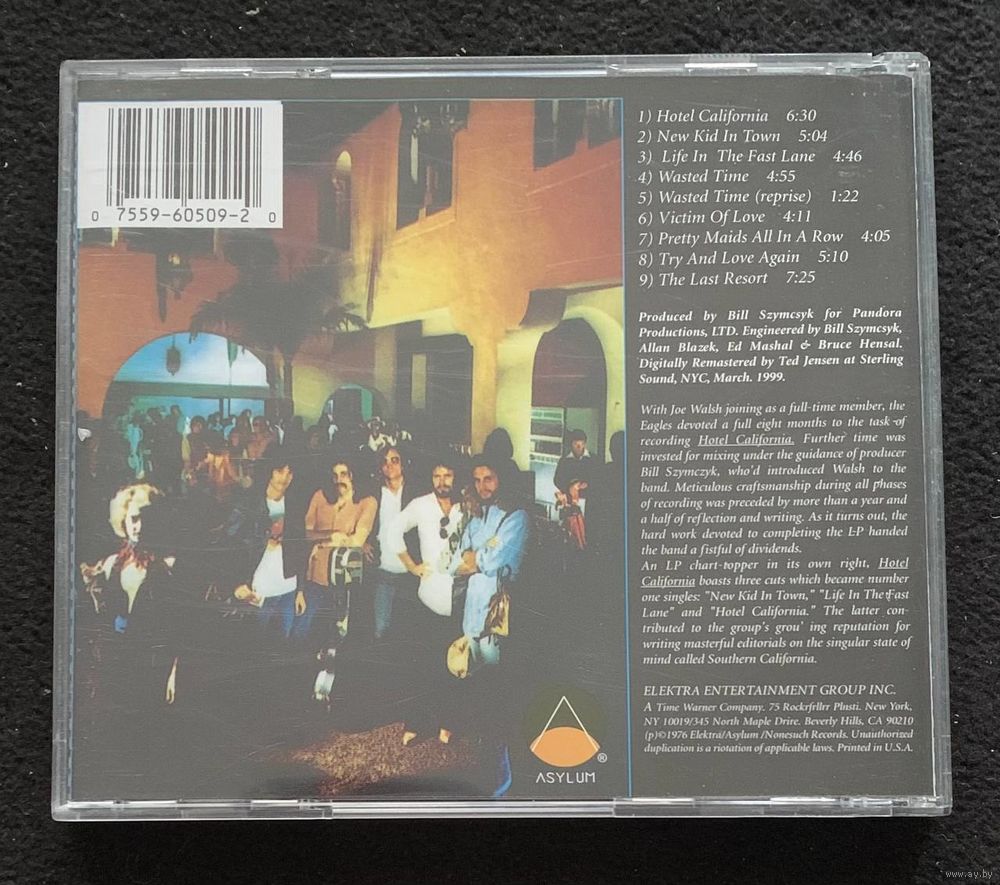 0 7559-60509-2 0
1) Hotel California 6:30
2) New Kid In Town 5:04
3) Life In The Fast Lane 4:46
4) Wasted Time 4:55
5) Wasted Time (reprise) 1:22
6) Victim Of Love 4:11
7) Pretty Maids All In A Row 4:05
8) Try And Love Again 5:10
9) The Last Resort 7:25
Produced by Bill Szymcsyk for Pandora
Productions, LTD. Engineered by Bill Szymcsyk,
Allan Blazek, Ed Mashal & Bruce Hensal.
Digitally Remastered by Ted Jensen at Sterling
Sound, NYC, March. 1999.
With Joe Walsh joining as a full-time member, the
Eagles devoted a full eight months to the task of
recording Hotel California. Further time was
invested for mixing under the guidance of producer
Bill Szymczyk, who'd introduced Walsh to the
band. Meticulous craftsmanship during all phases
of recording was preceded by more than a year and
a half of reflection and writing. As it turns out, the
hard work devoted to completing the LP handed
the band a fistful of dividends.
An LP chart-topper in its own right, Hotel
California boasts three cuts which became number
one singles: "New Kid In Town," "Life In The Fast
Lane" and "Hotel California." The latter con-
tributed to the group's grou' ing reputation for
writing masterful editorials on the singular state of
mind called Southern California.
ELEKTRA ENTERTAINMENT GROUP INC.
A Time Warner Company. 75 Rockrfrllrr Plnsti. New York,
NY 10019/345 North Maple Drire. Beverly Hills, CA 90210
(p)©1976 Elektra/Asylum /Nonesuch Records. Unauthorized
duplication is a riotation of applicable laws. Printed in U.S.A.
ASYLUM ®
www.ay.by